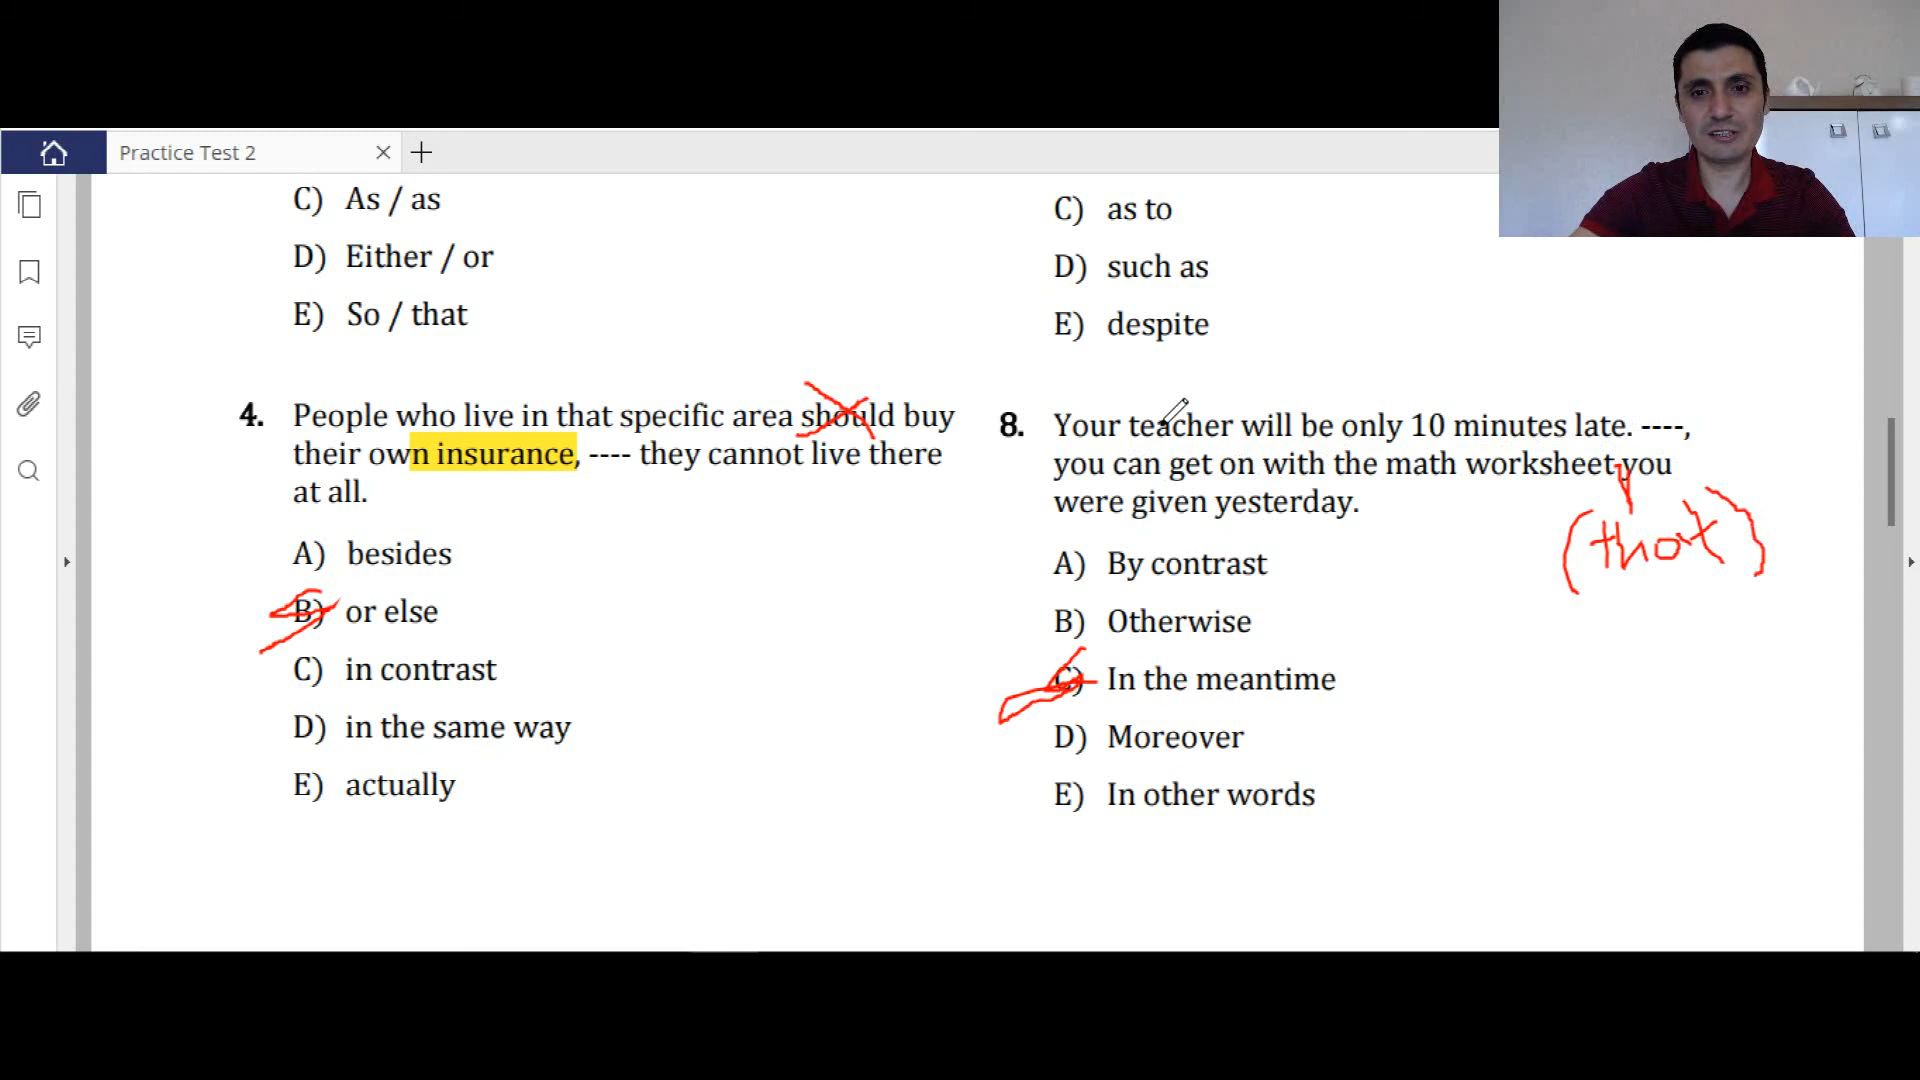 Practice Test 2
C) As / as
D) Either / or
E) So / that
4. People who live in that specific area should buy
their own insurance, ---- they cannot live there
at all.
A) besides
B) or else
C) in contrast
D) in the same way
E) actually
C) as to
D) such as
E) despite
8. Your teacher will be only 10 minutes late. ----,
you can get on with the math worksheet you
were given yesterday.
(that)
A) By contrast
B) Otherwise
C) In the meantime
D) Moreover
E) In other words